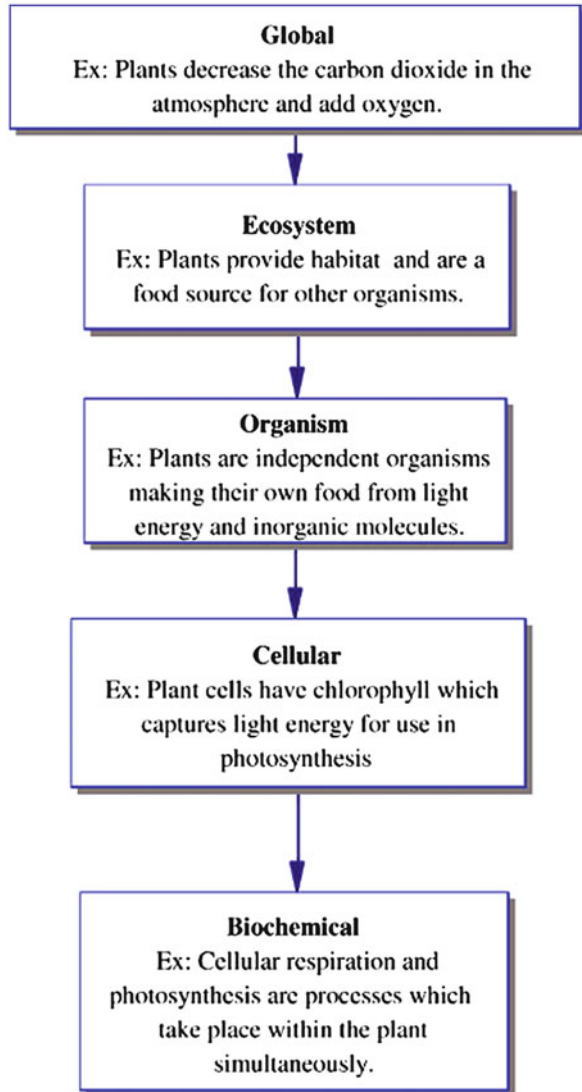 Global
Ex: Plants decrease the carbon dioxide in the
atmosphere and add oxygen.
Ecosystem
Ex: Plants provide habitat and are a
food source for other organisms.
Organism
Ex: Plants are independent organisms
making their own food from light
energy and inorganic molecules.
Cellular
Ex: Plant cells have chlorophyll which
captures light energy for use in
photosynthesis
Biochemical
Ex: Cellular respiration and
photosynthesis are processes which
take place within the plant
simultaneously.